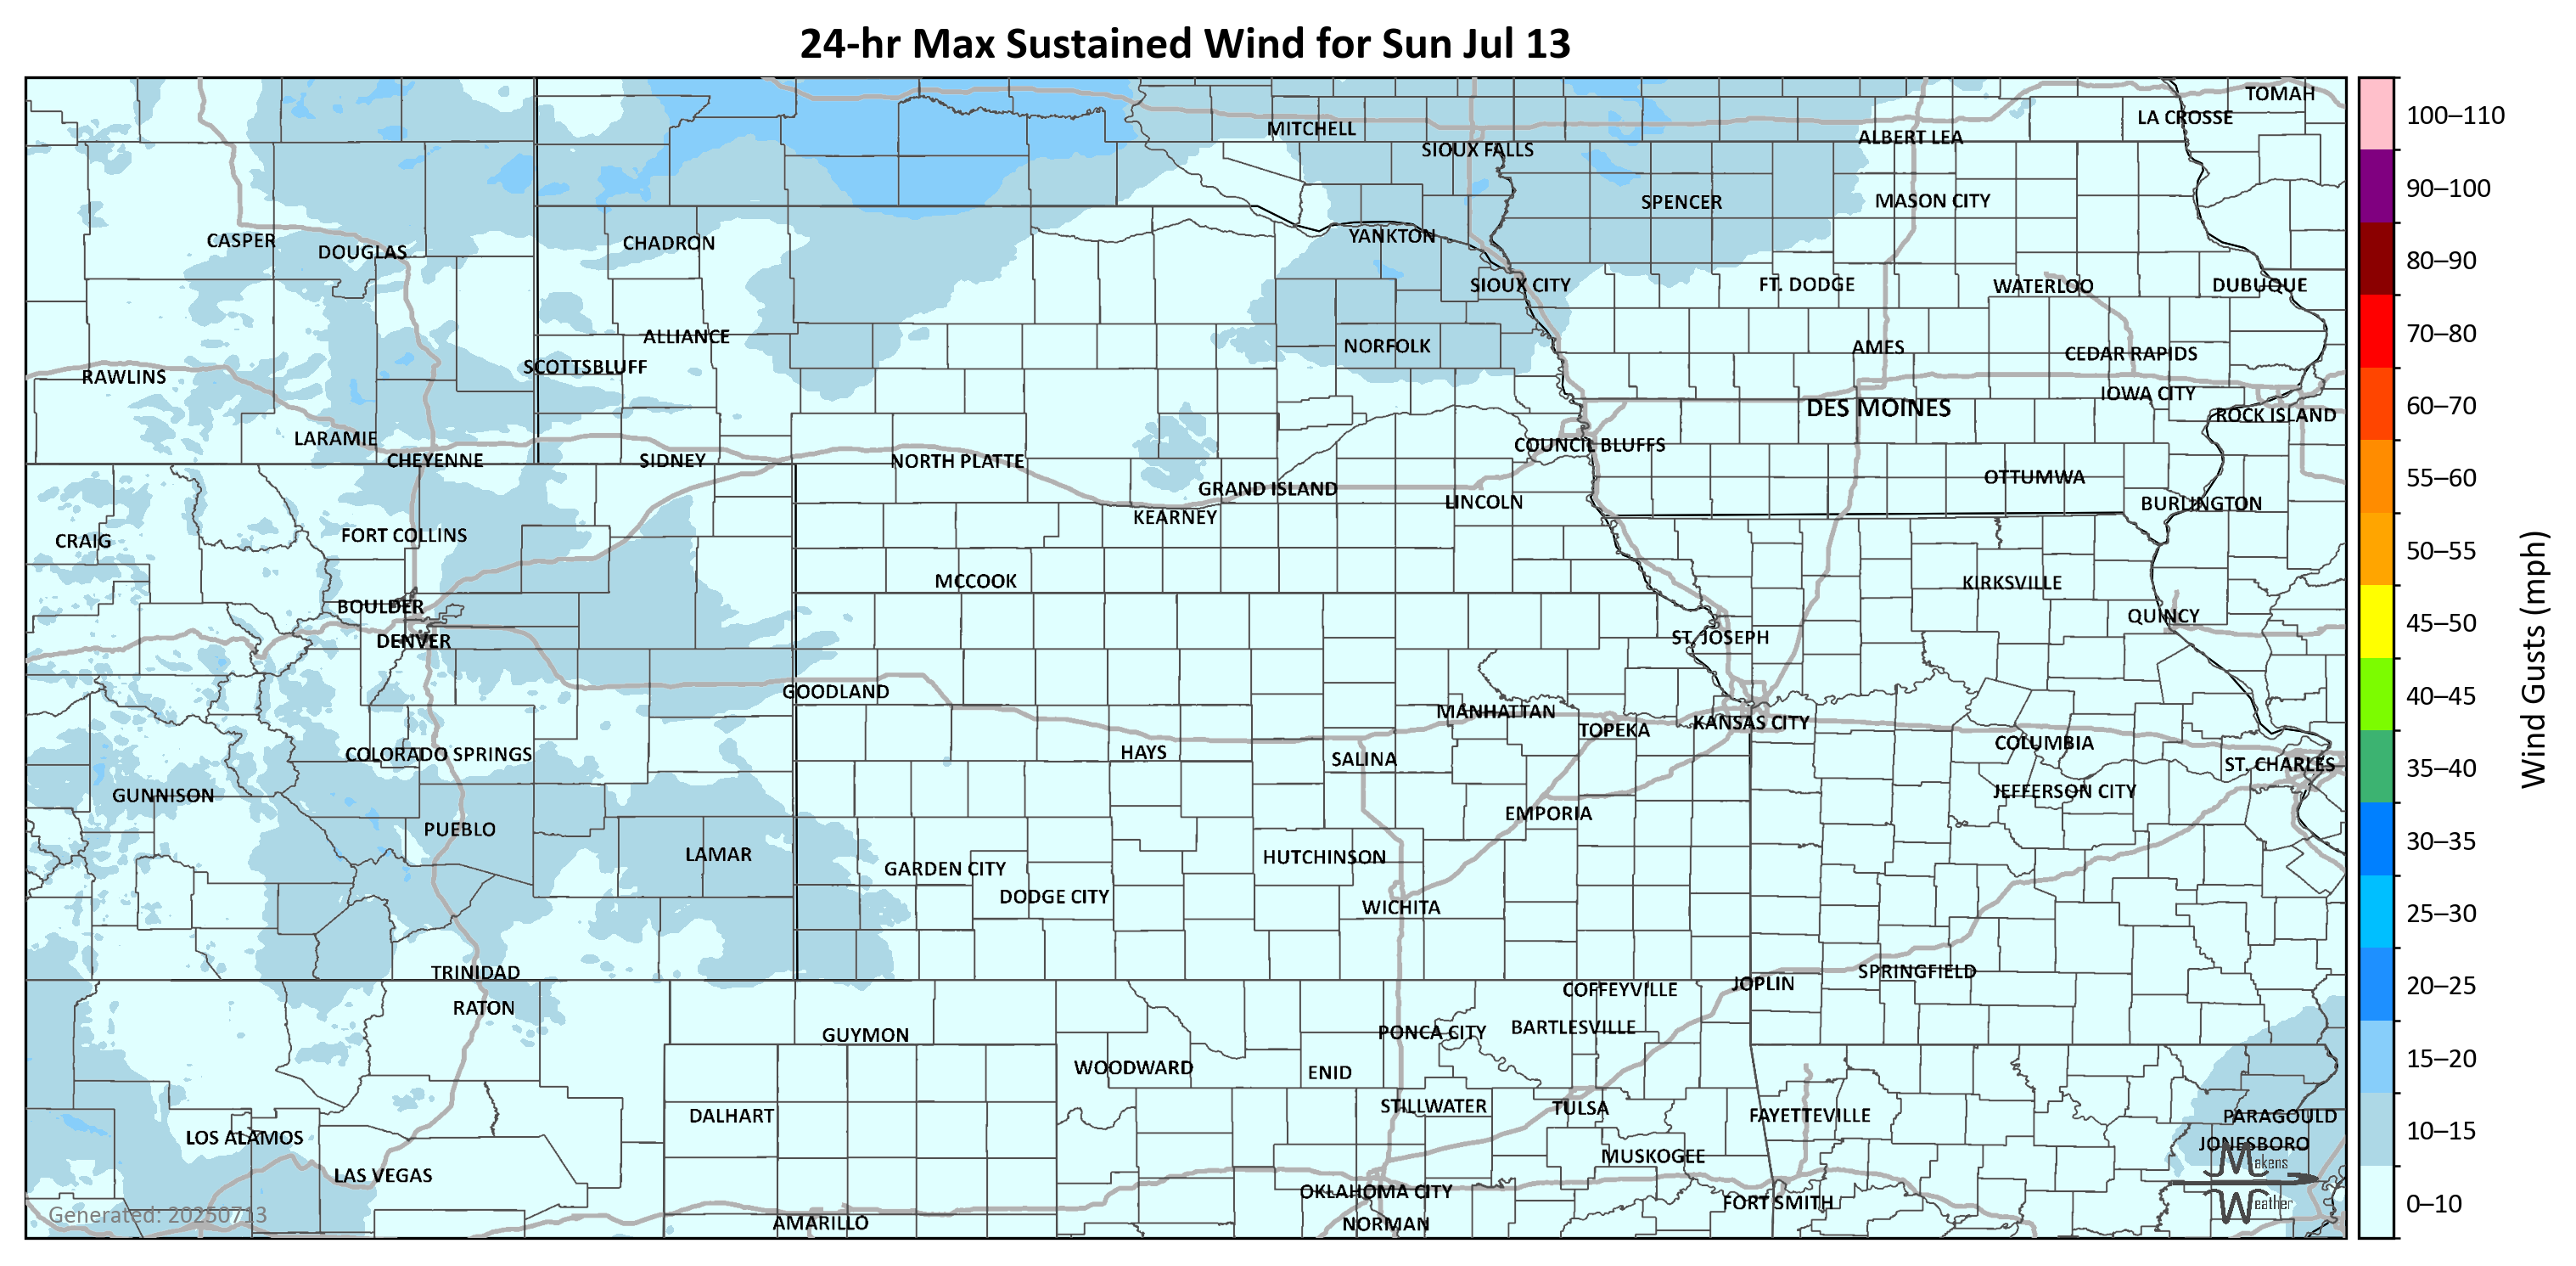 24-hr Max Sustained Wind for Sun Jul 13
TOMAH
LA CROSSE
MITCHELL
ALBERT LEA
SIOUX FALLS
SPENCER
MASON CITY
CASPER
DOUGLAS
CHADRON
YANKTON
SIOUX CITY
FT. DODGE
WATERLOO
DUBUQUE
ALLIANCE
NORFOLK
AMES
CEDAR RAPIDS
SCOTTSBLUFF
RAWLINS
IOWA CITY
DES MOINES
ROCK ISLAND
LARAMIE
COUNCIL BLUFFS
CHEYENNE
SIDNEY
NORTH PLATTE
OTTUMWA
GRAND ISLAND
LINCOLN
BURLINGTON
KEARNEY
FORT COLLINS
CRAIG
MCCOOK
KIRKSVILLE
BOULDER
QUINCY
DENVER
ST. JOSEPH
GOODLAND
MANHATTAN
TOPEKA
KANSAS CITY
COLUMBIA
COLORADO SPRINGS
HAYS
SALINA
ST. CHARLES
GUNNISON
JEFFERSON CITY
EMPORIA
PUEBLO
LAMAR
HUTCHINSON
GARDEN CITY
DODGE CITY
WICHITA
TRINIDAD
SPRINGFIELD
JOPLIN
COFFEYVILLE
RATON
GUYMON
PONCA CITY
BARTLESVILLE
WOODWARD
ENID
DALHART
STILLWATER
TULSA
FAYETTEVILLE
PARAGOULD
LOS ALAMOS
JONESBORO
MUSKOGEE
LAS VEGAS
OKLAHOMA CITY
FORT SMITH
AMARILLO
NORMAN
Generated: 20250713
Makens
Weather
100–110
90–100
80–90
70–80
60–70
55–60
50–55
45–50
40–45
35–40
30–35
25–30
20–25
15–20
10–15
0–10
Wind Gusts (mph)